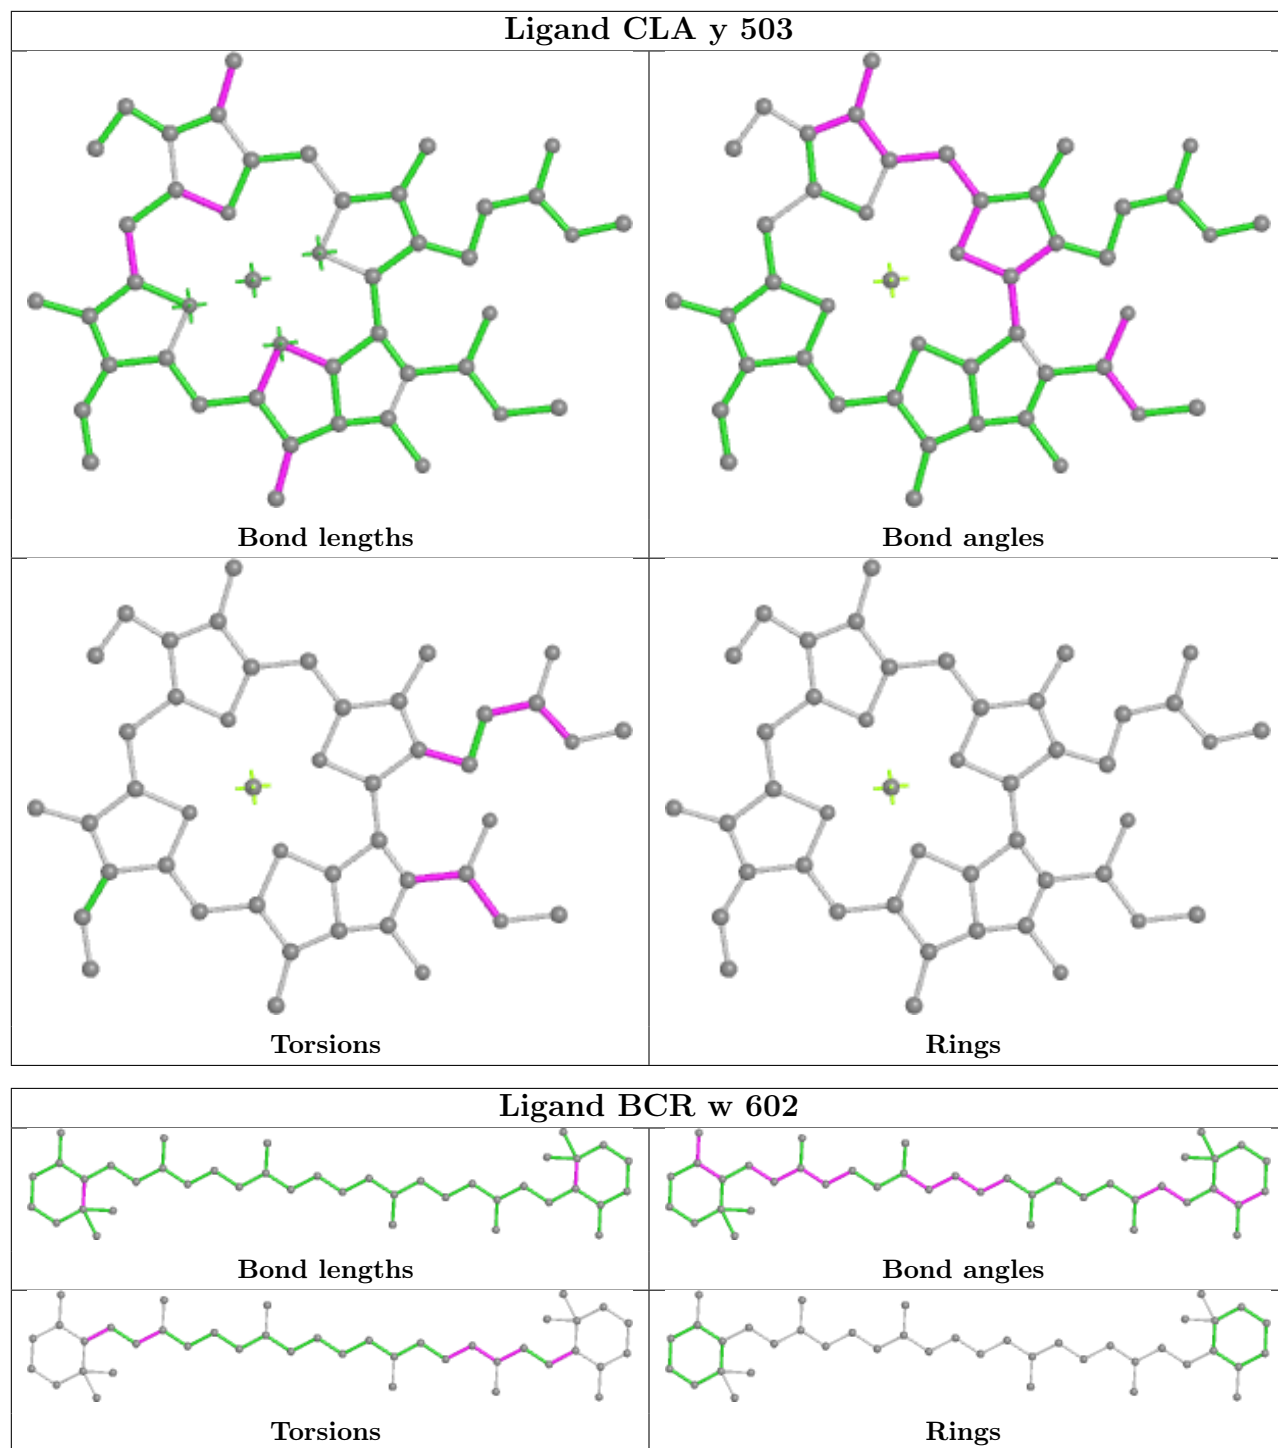 Ligand CLA y 503
Bond lengths
Bond angles
Torsions
Rings
Ligand BCR w 602
Bond lengths
Bond angles
Torsions
Rings